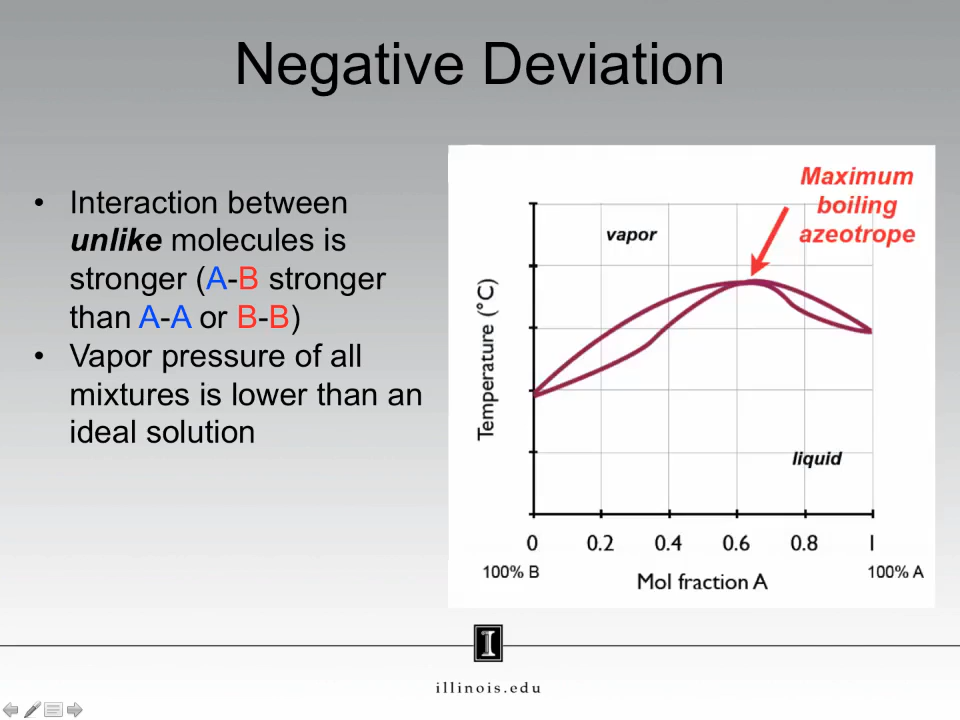 Negative Deviation
• Interaction between
unlike molecules is
stronger (A-B stronger
than A-A or B-B)
• Vapor pressure of all
mixtures is lower than an
ideal solution
Maximum
boiling
azeotrope
vapor
Temperature (°C)
liquid
0 0.2 0.4 0.6 0.8 1
100% B 100% A
Mol fraction A
I
illinois.edu